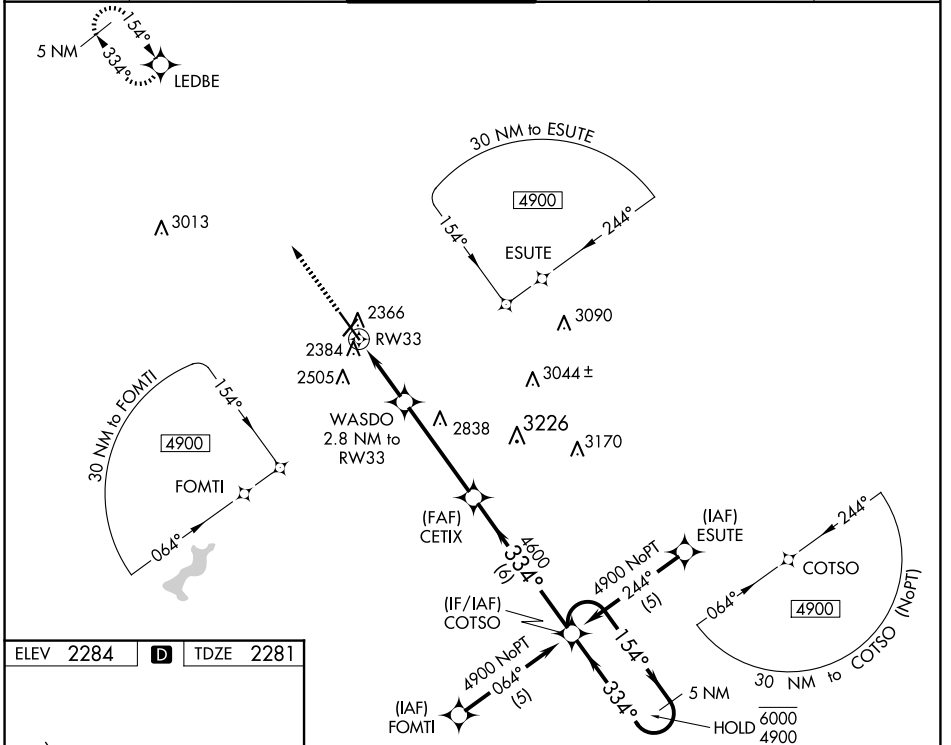 154°
334°
5 NM
LEDBE
30 NM to ESUTE
4900
154°
244°
ESUTE
3013
2366
RW33
2384
2505
3090
3044 ±
WASDO
2.8 NM to
RW33
2838
3226
3170
30 NM to FOMTI
154°
4900
FOMTI
064°
(FAF)
CETIX
4600
334°
(6)
(IAF)
ESUTE
4900 NoPT
244°
(5)
244°
COTSO
064°
4900
30 NM to COTSO (NoPT)
(IF/IAF)
COTSO
154°
334°
5 NM
HOLD 6000
4900
4900 NoPT
064°
(5)
(IAF)
FOMTI
ELEV 2284 D TDZE 2281